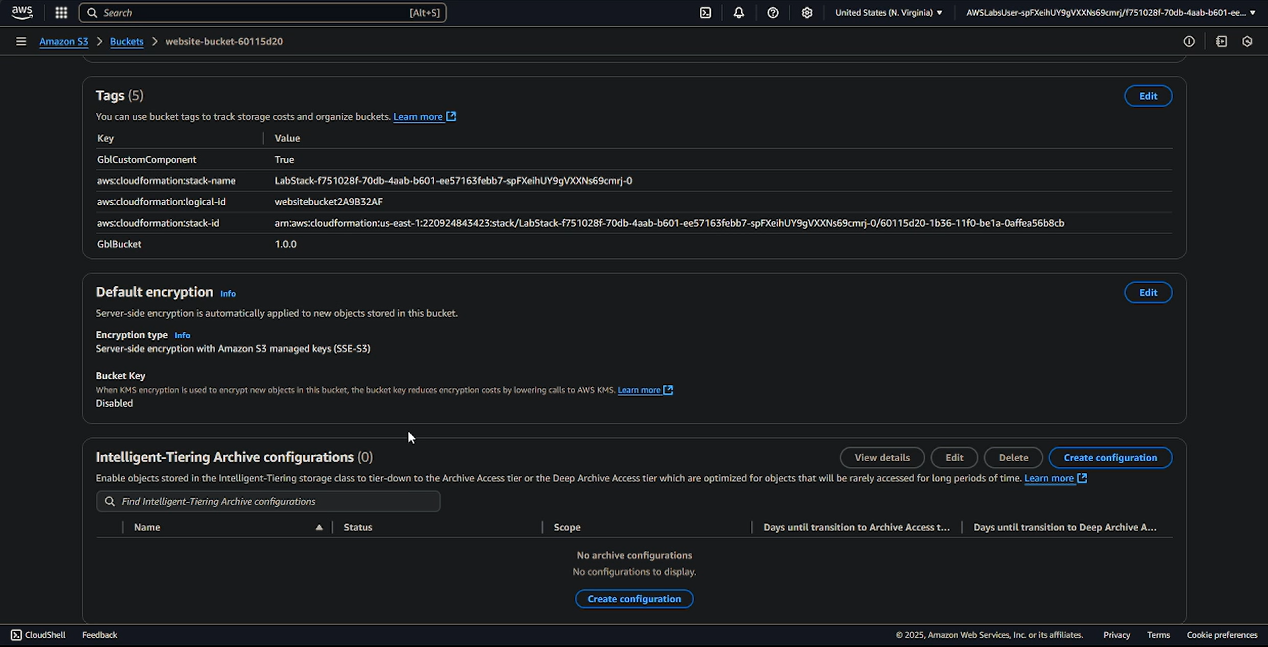 aws Search [Alt+S] United States (N. Virginia) AWSLabsUser-spFXeihUY9gVXXNs69cmrj/f751028f-70db-4aab-b601-ee...
Amazon S3 > Buckets > website-bucket-60115d20
Tags (5) Edit
You can use bucket tags to track storage costs and organize buckets. Learn more
Key Value
GblCustomComponent True
aws:cloudformation:stack-name LabStack-f751028f-70db-4aab-b601-ee57163febb7-spFXeihUY9gVXXNs69cmrj-0
aws:cloudformation:logical-id websitebucket2A9B32AF
aws:cloudformation:stack-id arn:aws:cloudformation:us-east-1:220924843423:stack/LabStack-f751028f-70db-4aab-b601-ee57163febb7-spFXeihUY9gVXXNs69cmrj-0/60115d20-1b36-11f0-be1a-0affea56b8cb
GblBucket 1.0.0
Default encryption Info Edit
Server-side encryption is automatically applied to new objects stored in this bucket.
Encryption type Info
Server-side encryption with Amazon S3 managed keys (SSE-S3)
Bucket Key
When KMS encryption is used to encrypt new objects in this bucket, the bucket key reduces encryption costs by lowering calls to AWS KMS. Learn more
Disabled
Intelligent-Tiering Archive configurations (0) View details Edit Delete Create configuration
Enable objects stored in the Intelligent-Tiering storage class to tier-down to the Archive Access tier or the Deep Archive Access tier which are optimized for objects that will be rarely accessed for long periods of time. Learn more
Find Intelligent-Tiering Archive configurations
Name Status Scope Days until transition to Archive Access t... Days until transition to Deep Archive A...
No archive configurations
No configurations to display.
Create configuration
CloudShell Feedback © 2025, Amazon Web Services, Inc. or its affiliates. Privacy Terms Cookie preferences